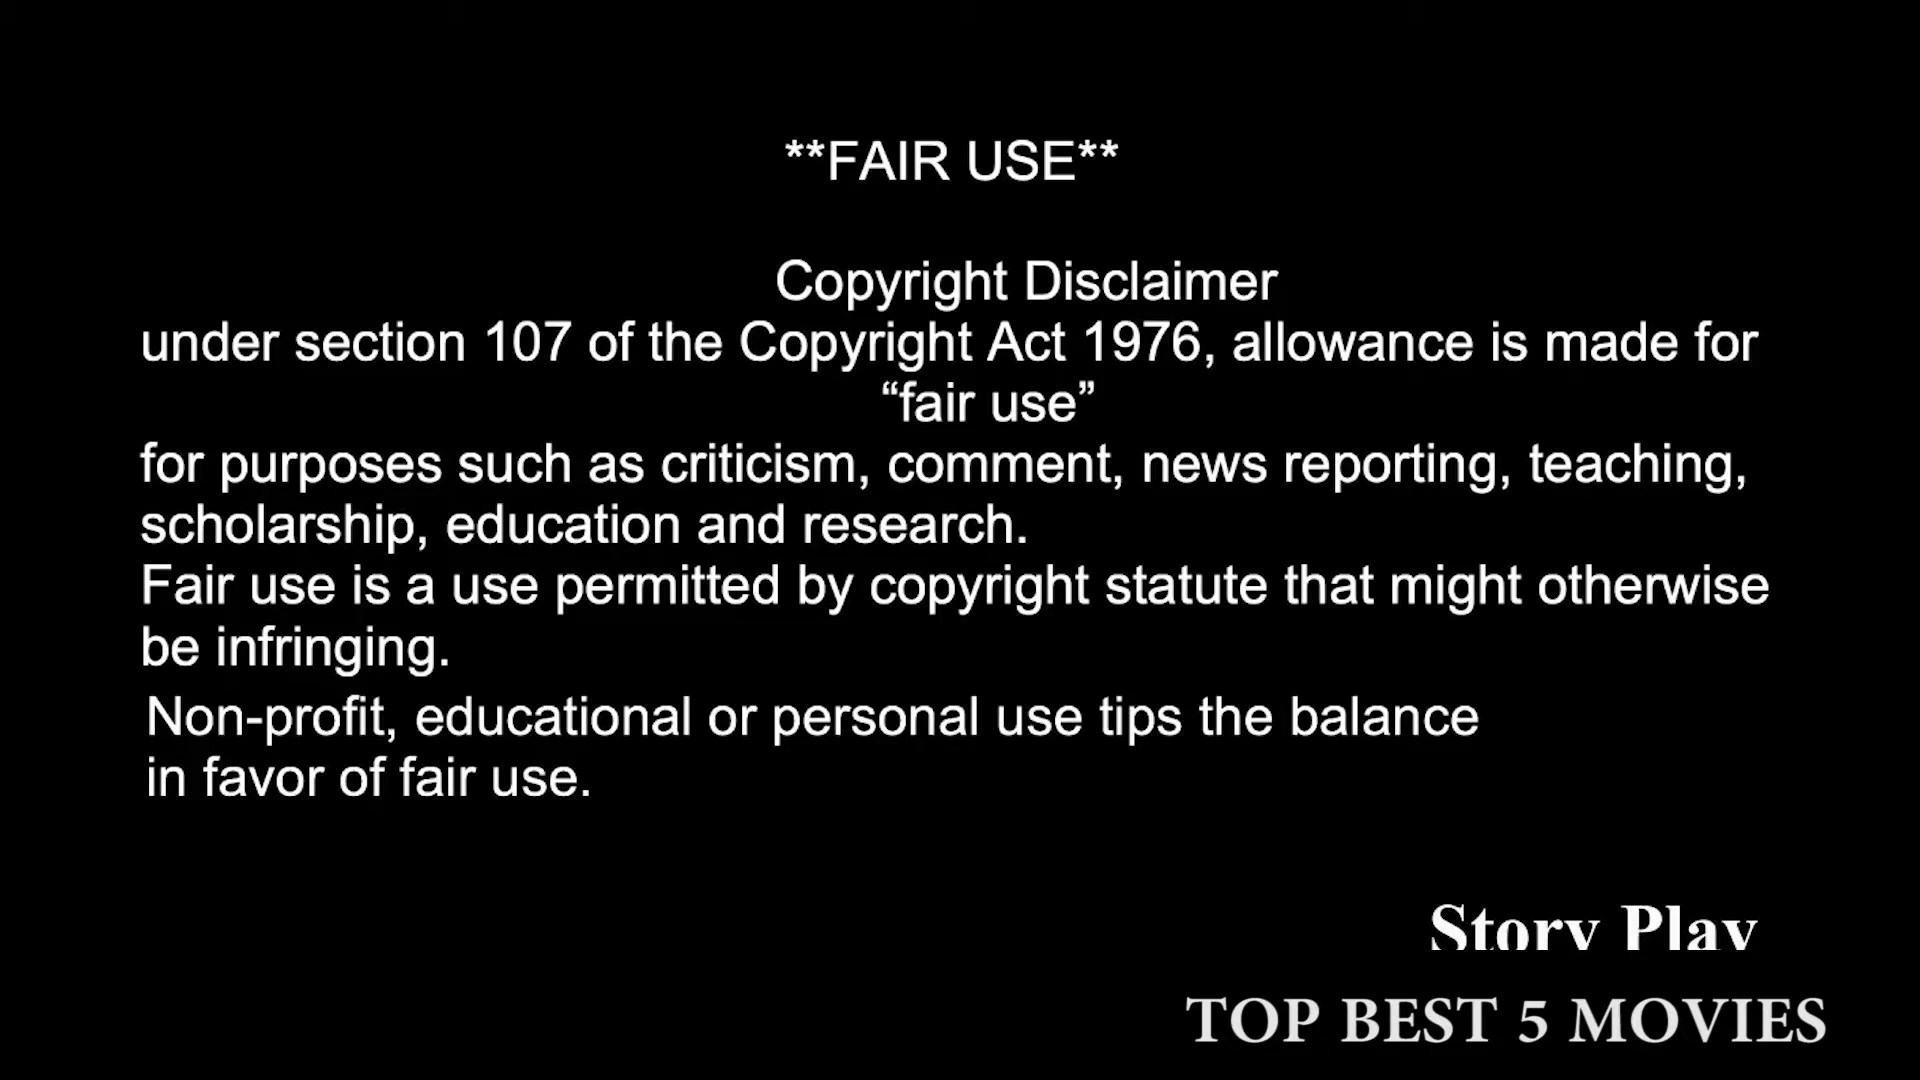 **FAIR USE**
Copyright Disclaimer
under section 107 of the Copyright Act 1976, allowance is made for
“fair use”
for purposes such as criticism, comment, news reporting, teaching,
scholarship, education and research.
Fair use is a use permitted by copyright statute that might otherwise
be infringing.
Non-profit, educational or personal use tips the balance
in favor of fair use.
Story Play
TOP BEST 5 MOVIES